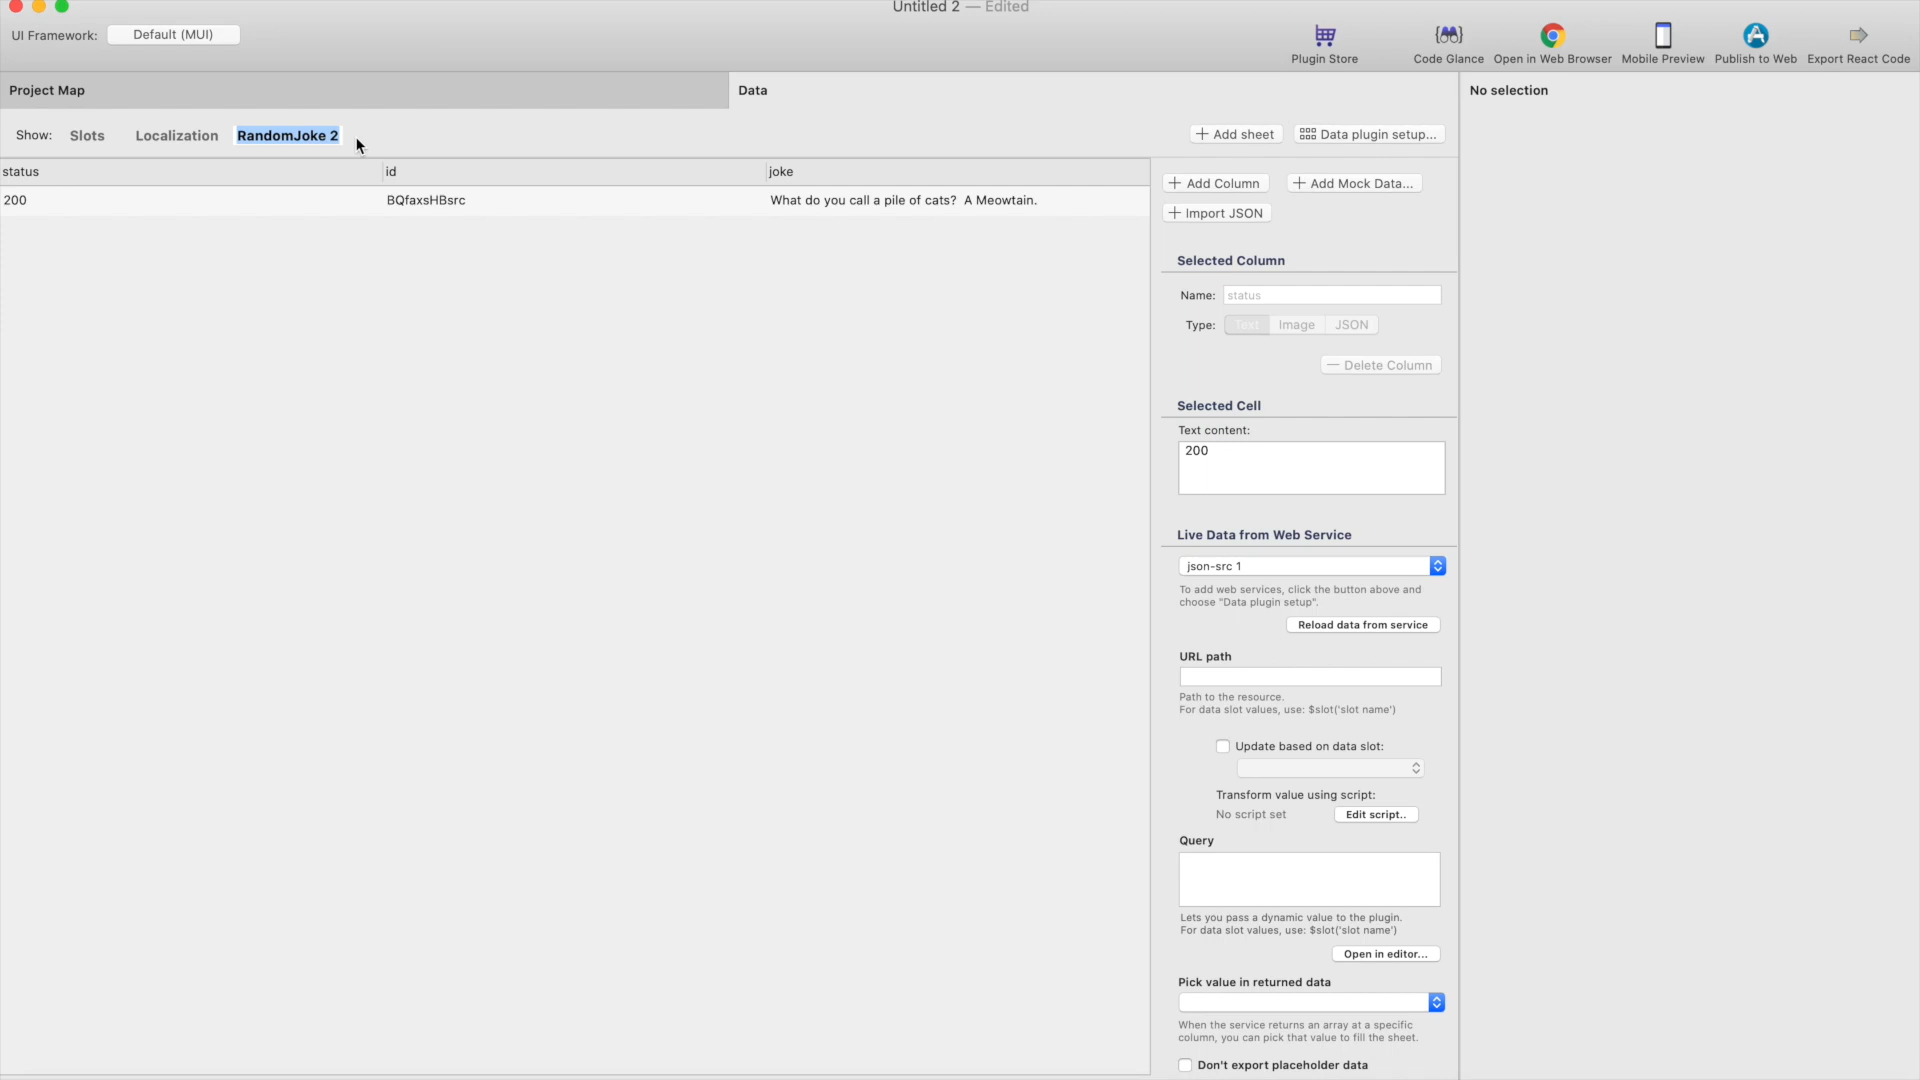 Untitled 2 — Edited
UI Framework: Default (MUI)
Plugin Store
Code Glance
Open in Web Browser
Mobile Preview
Publish to Web
Export React Code
Project Map
Data
No selection
Show: Slots Localization RandomJoke 2
+ Add sheet
Data plugin setup...
status id joke
200 BQfaxsHBsrc What do you call a pile of cats?  A Meowtain.
+ Add Column
+ Add Mock Data...
+ Import JSON
Selected Column
Name: status
Type: Text Image JSON
— Delete Column
Selected Cell
Text content:
200
Live Data from Web Service
json-src 1
To add web services, click the button above and
choose "Data plugin setup".
Reload data from service
URL path
Path to the resource.
For data slot values, use: $slot('slot name')
Update based on data slot:
Transform value using script:
No script set Edit script..
Query
Lets you pass a dynamic value to the plugin.
For data slot values, use: $slot('slot name')
Open in editor...
Pick value in returned data
When the service returns an array at a specific
column, you can pick that value to fill the sheet.
Don't export placeholder data